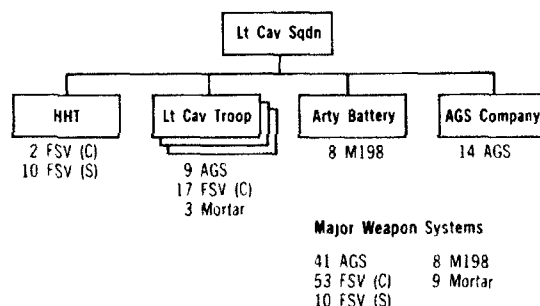 Lt Cav Sqdn
HHT
Lt Cav Troop
Arty Battery
AGS Company
2 FSV (C)
10 FSV (S)
9 AGS
17 FSV (C)
3 Mortar
8 M198
14 AGS
Major Weapon Systems
41 AGS 8 M198
53 FSV (C) 9 Mortar
10 FSV (S)